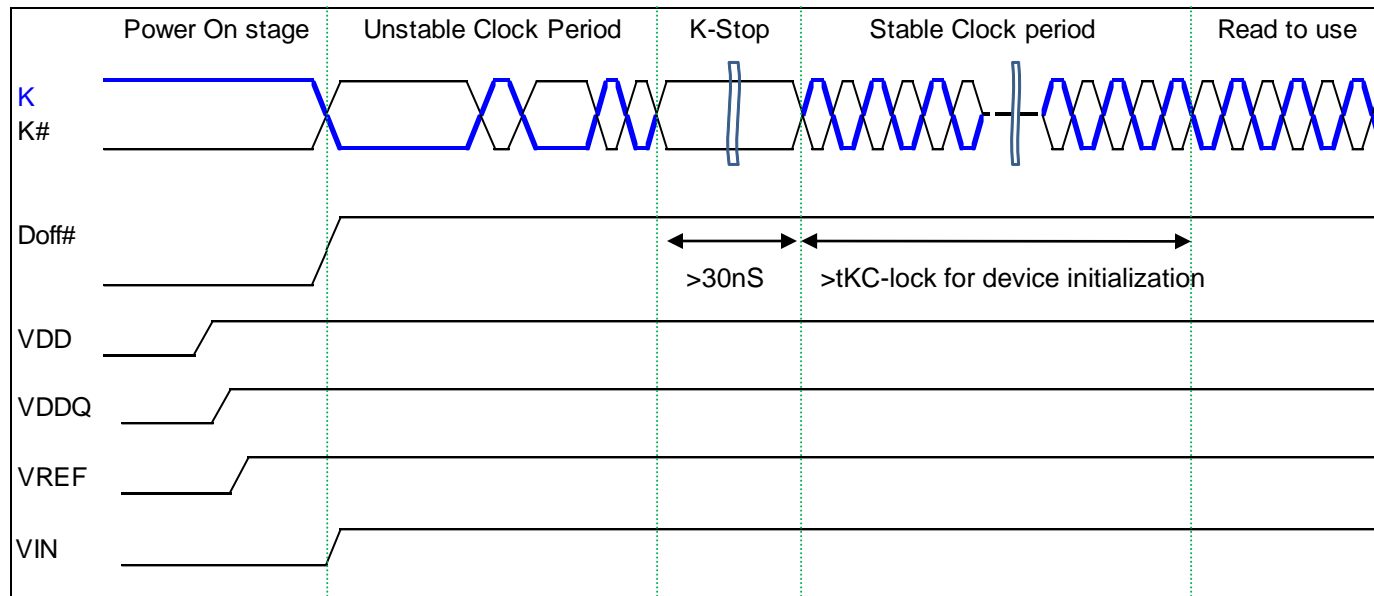 Power On stage Unstable Clock Period K-Stop Stable Clock period Read to use
K
K#
Doff#
>30nS >tKC-lock for device initialization
VDD
VDDQ
VREF
VIN